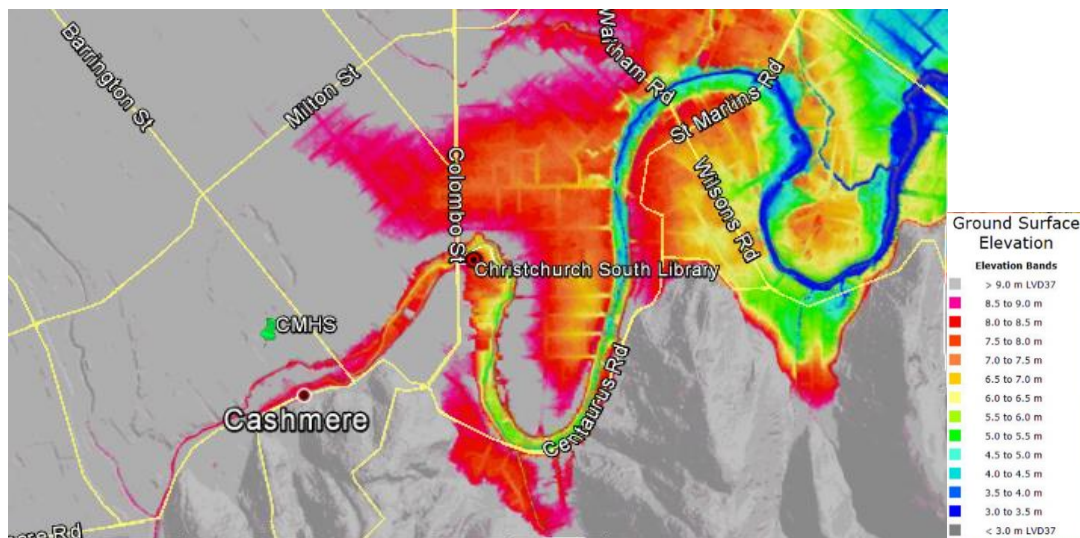 Barrington St
Milton St
Waltham Rd
St Martins Rd
Colombo St
Wilsons Rd
Christchurch South Library
CMHS
Cashmere
Centaurus Rd
Rd
Ground Surface
Elevation
Elevation Bands
> 9.0 m LVD37
8.5 to 9.0 m
8.0 to 8.5 m
7.5 to 8.0 m
7.0 to 7.5 m
6.5 to 7.0 m
6.0 to 6.5 m
5.5 to 6.0 m
5.0 to 5.5 m
4.5 to 5.0 m
4.0 to 4.5 m
3.5 to 4.0 m
3.0 to 3.5 m
< 3.0 m LVD37